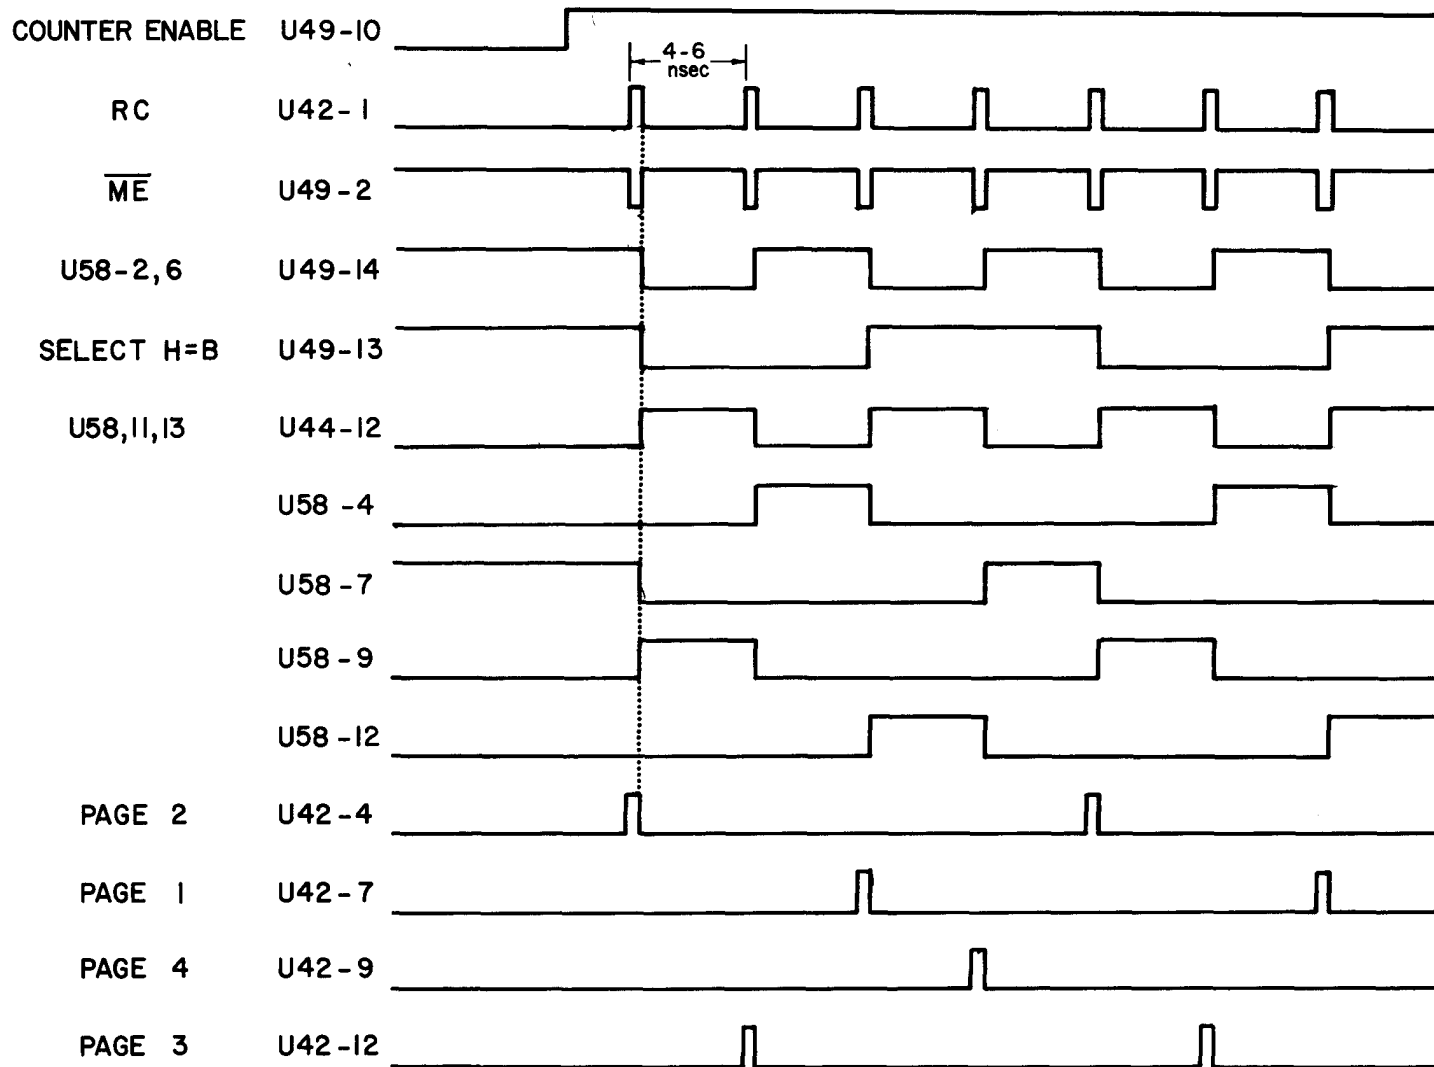 COUNTER ENABLE U49-10
4-6
nsec
RC U42-1
ME U49-2
U58-2,6 U49-14
SELECT H=B U49-13
U58,11,13 U44-12
U58-4
U58-7
U58-9
U58-12
PAGE 2 U42-4
PAGE 1 U42-7
PAGE 4 U42-9
PAGE 3 U42-12